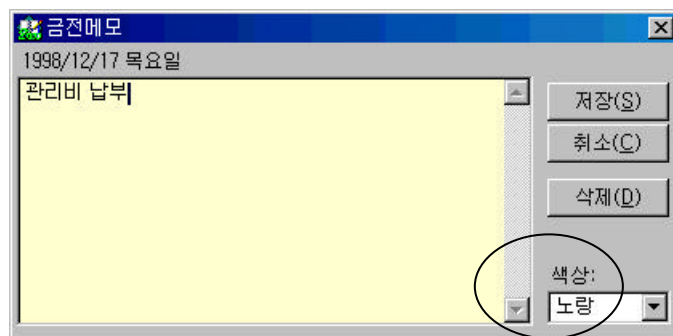 금전메모
1998/12/17 목요일
관리비 납부
저장(S)
취소(C)
삭제(D)
색상:
노랑